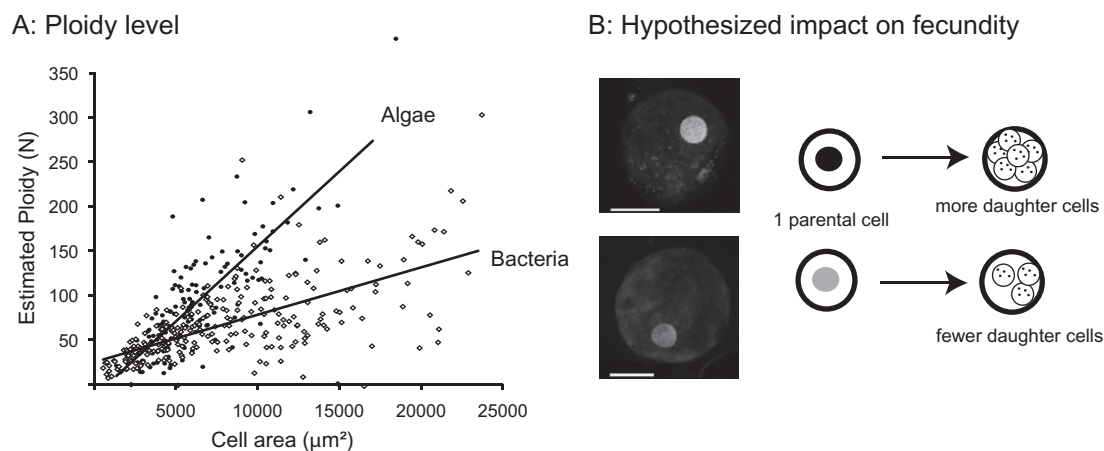 A: Ploidy level
B: Hypothesized impact on fecundity
Estimated Ploidy (N)
350
300
250
200
150
100
50
5000
10000
15000
20000
25000
Cell area (µm²)
Algae
Bacteria
1 parental cell
more daughter cells
fewer daughter cells